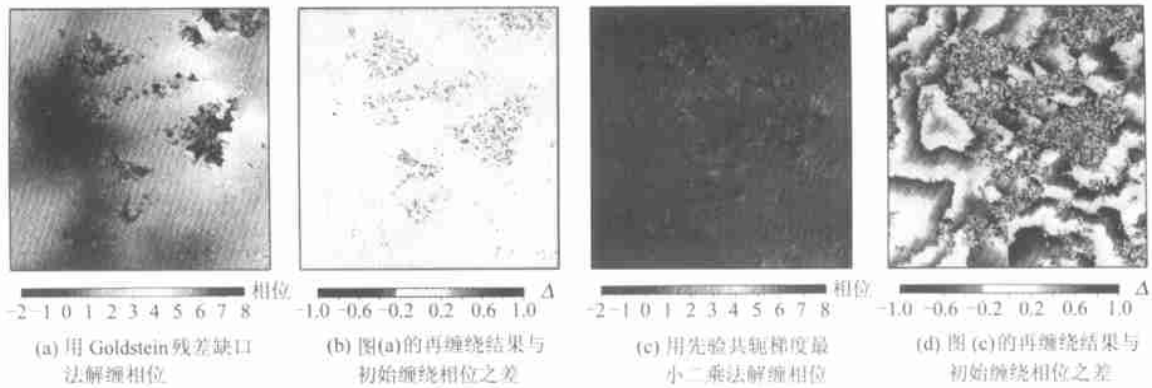 -2 -1 0 1 2 3 4 5 6 7 8 相位
-1.0 -0.6 -0.2 0.2 0.6 1.0 Δ
-2 -1 0 1 2 3 4 5 6 7 8 相位
-1.0 -0.6 -0.2 0.2 0.6 1.0 Δ
(a) 用 Goldstein 残差缺口
法解缠相位
(b) 图(a)的再缠绕结果与
初始缠绕相位之差
(c) 用先验共轭梯度最
小二乘法解缠相位
(d) 图 (c)的再缠绕结果与
初始缠绕相位之差